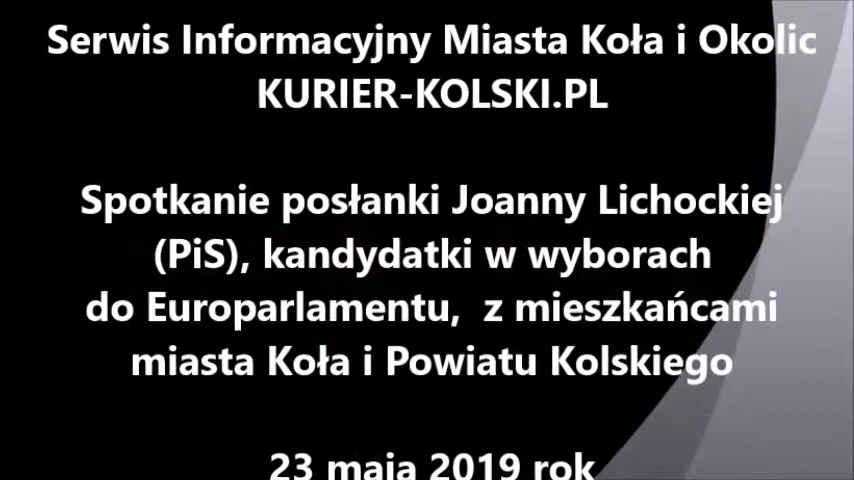 Serwis Informacyjny Miasta Koła i Okolic
KURIER-KOLSKI.PL
Spotkanie posłanki Joanny Lichockiej
(PiS), kandydatki w wyborach
do Europarlamentu, z mieszkańcami
miasta Koła i Powiatu Kolskiego
23 maja 2019 rok